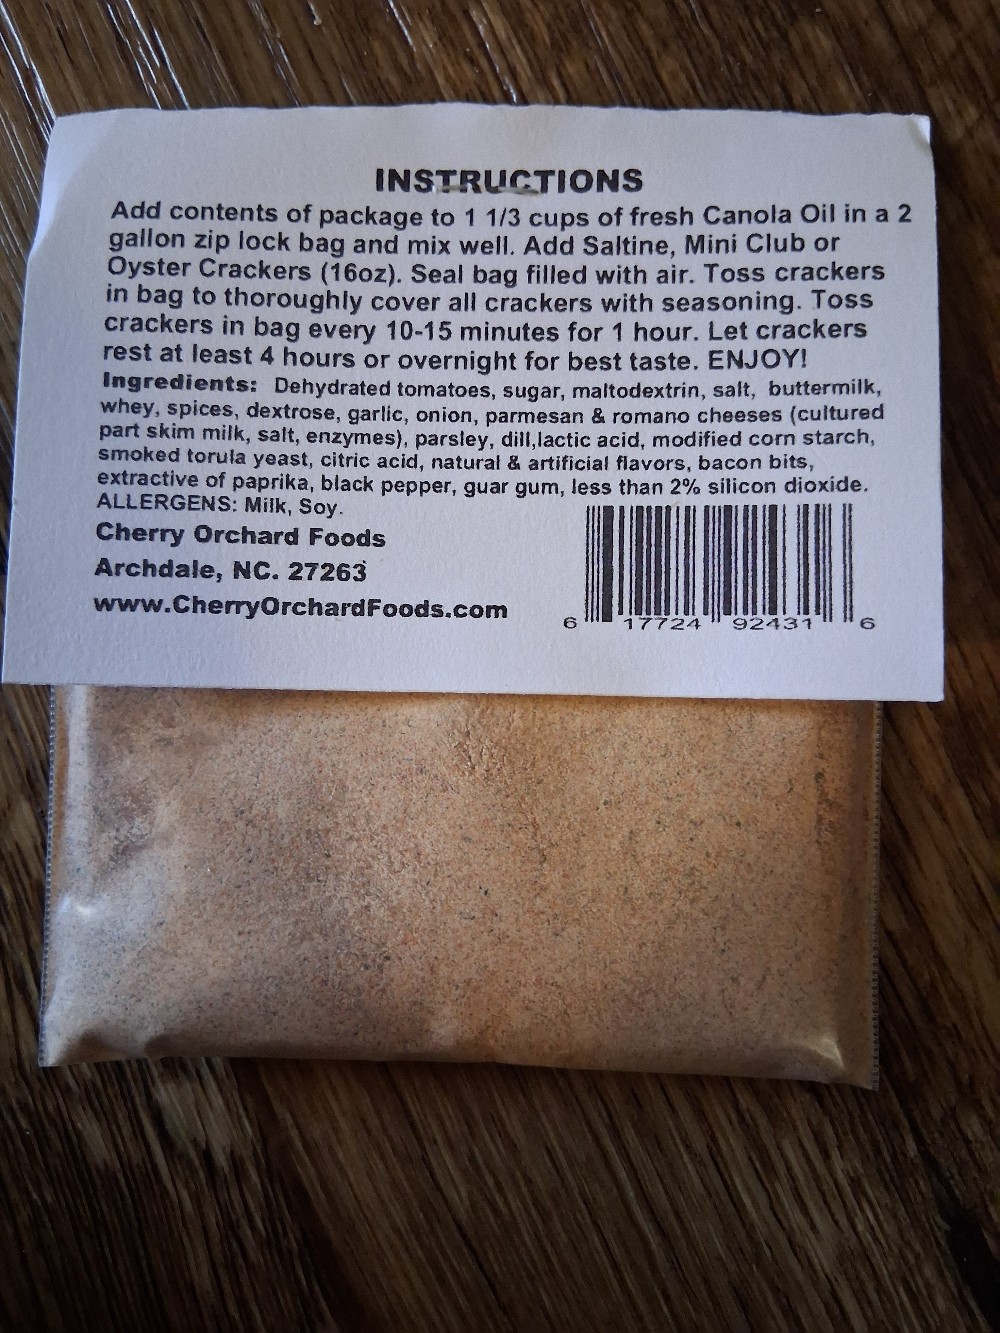 INSTRUCTIONS
Add contents of package to 1 1/3 cups of fresh Canola Oil in a 2
gallon zip lock bag and mix well. Add Saltine, Mini Club or
Oyster Crackers (16oz). Seal bag filled with air. Toss crackers
in bag to thoroughly cover all crackers with seasoning. Toss
crackers in bag every 10-15 minutes for 1 hour. Let crackers
rest at least 4 hours or overnight for best taste. ENJOY!
Ingredients: Dehydrated tomatoes, sugar, maltodextrin, salt, buttermilk,
whey, spices, dextrose, garlic, onion, parmesan & romano cheeses (cultured
part skim milk, salt, enzymes), parsley, dill,lactic acid, modified corn starch,
smoked torula yeast, citric acid, natural & artificial flavors, bacon bits,
extractive of paprika, black pepper, guar gum, less than 2% silicon dioxide.
ALLERGENS: Milk, Soy.
Cherry Orchard Foods
Archdale, NC. 27263
www.CherryOrchardFoods.com
6 17724 92431 6